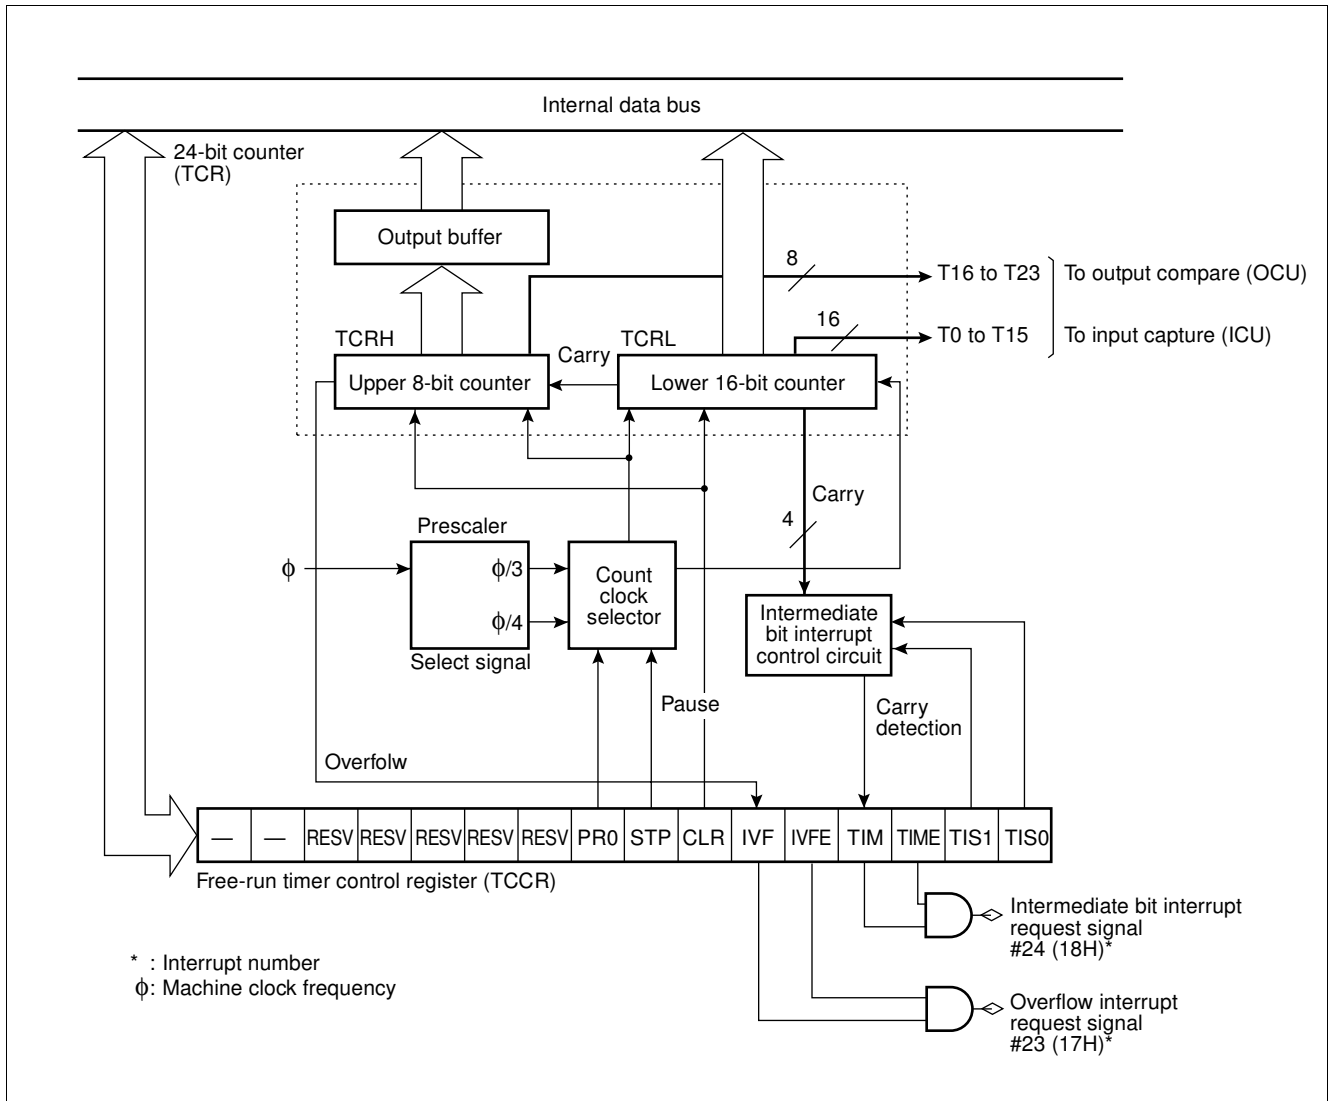 Internal data bus
24-bit counter
(TCR)
Output buffer
8
T16 to T23
To output compare (OCU)
16
T0 to T15
To input capture (ICU)
TCRH
TCRL
Carry
Upper 8-bit counter
Lower 16-bit counter
Carry
4
Prescaler
ϕ
ϕ/3
ϕ/4
Select signal
Count
clock
selector
Intermediate
bit interrupt
control circuit
Pause
Carry
detection
Overfolw
— — RESV RESV RESV RESV RESV PR0 STP CLR IVF IVFE TIM TIME TIS1 TIS0
Free-run timer control register (TCCR)
Intermediate bit interrupt
request signal
#24 (18H)*
* : Interrupt number
ϕ: Machine clock frequency
Overflow interrupt
request signal
#23 (17H)*